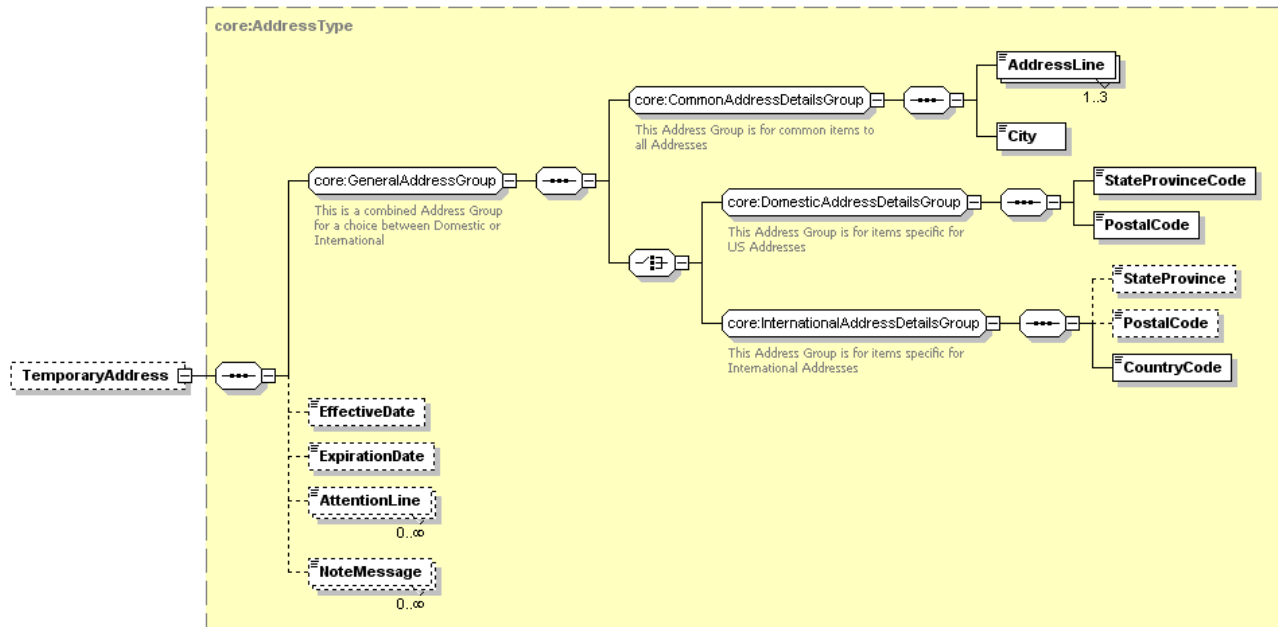 core:AddressType
AddressLine
1..3
core:CommonAddressDetailsGroup
This Address Group is for common items to
all Addresses
City
core:GeneralAddressGroup
This is a combined Address Group
for a choice between Domestic or
International
StateProvinceCode
core:DomesticAddressDetailsGroup
This Address Group is for items specific for
US Addresses
PostalCode
StateProvince
core:InternationalAddressDetailsGroup
This Address Group is for items specific for
International Addresses
PostalCode
CountryCode
TemporaryAddress
EffectiveDate
ExpirationDate
AttentionLine
0..∞
NoteMessage
0..∞